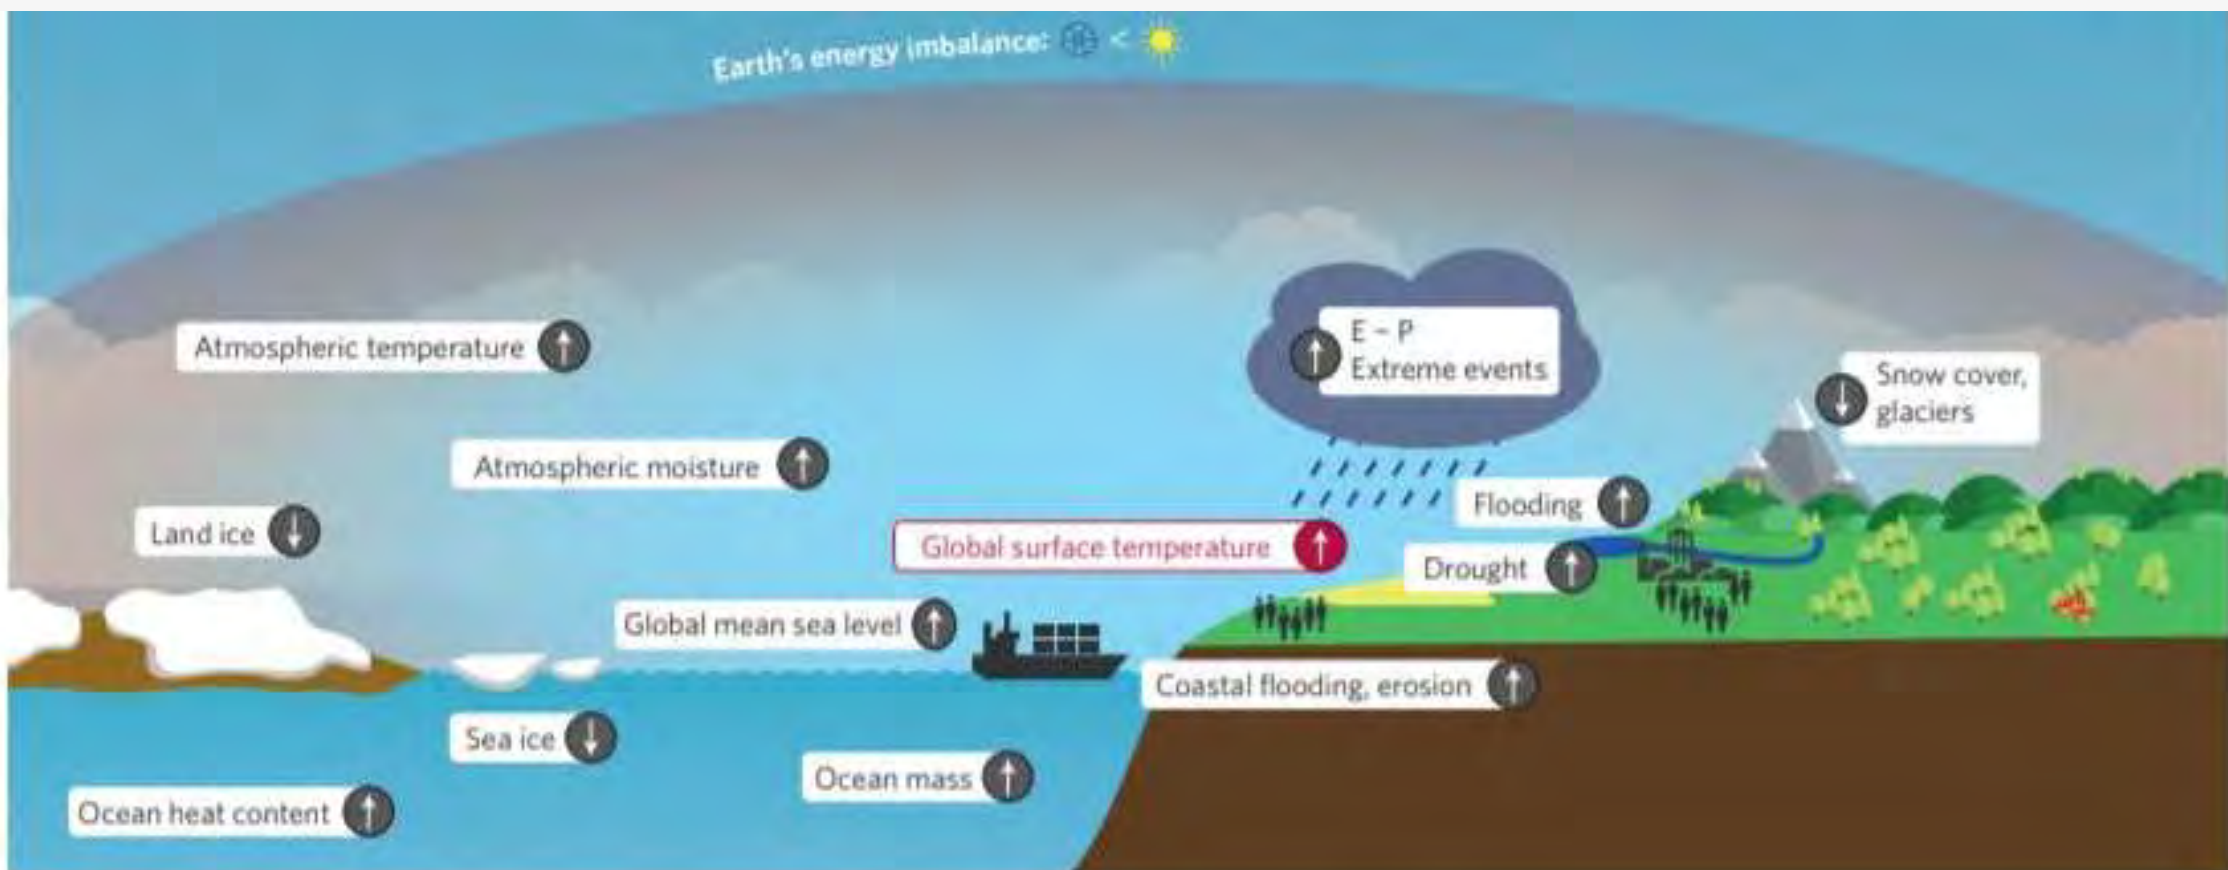 Earth's energy imbalance: <
Atmospheric temperature ↑
E – P
↑ Extreme events
Snow cover,
↓ glaciers
Atmospheric moisture ↑
Flooding ↑
Land ice ↓
Global surface temperature ↑
Drought ↑
Global mean sea level ↑
Coastal flooding, erosion ↑
Sea ice ↓
Ocean mass ↑
Ocean heat content ↑